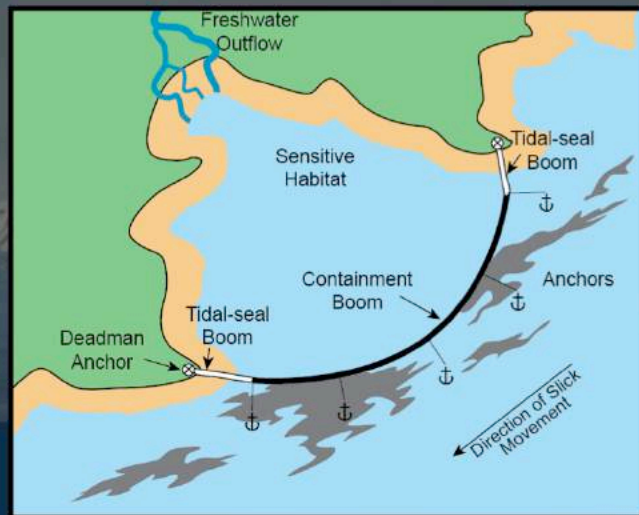 Freshwater
Outflow
Tidal-seal
Boom
Sensitive
Habitat
Containment
Boom
Anchors
Tidal-seal
Boom
Deadman
Anchor
Direction of Slick
Movement